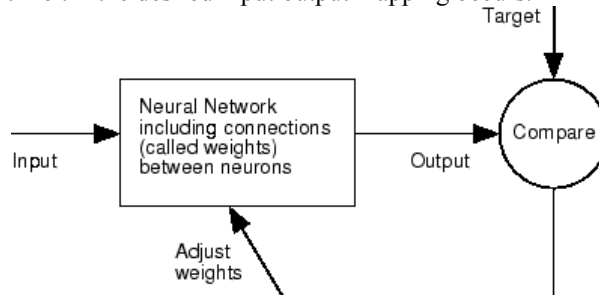 Target
Neural Network
including connections
(called weights)
between neurons
Compare
Input
Output
Adjust
weights